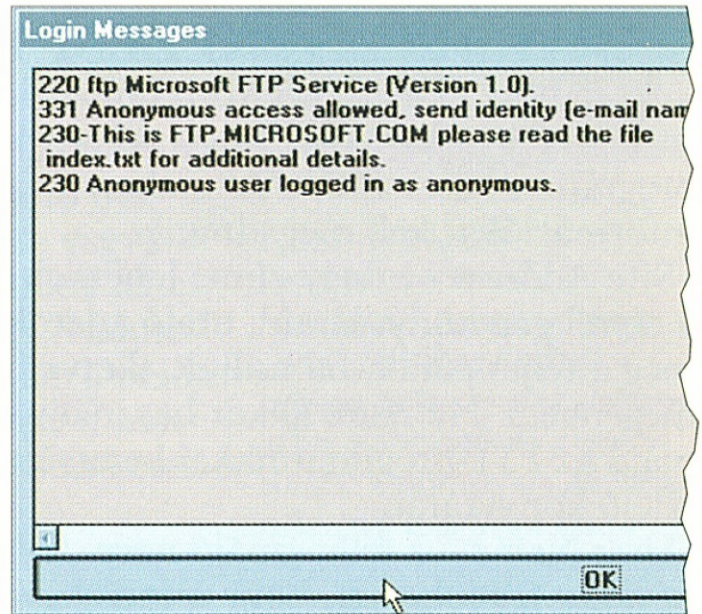 Login Messages
220 ftp Microsoft FTP Service (Version 1.0).
331 Anonymous access allowed, send identity (e-mail nam
230-This is FTP.MICROSOFT.COM please read the file
index.txt for additional details.
230 Anonymous user logged in as anonymous.
OK